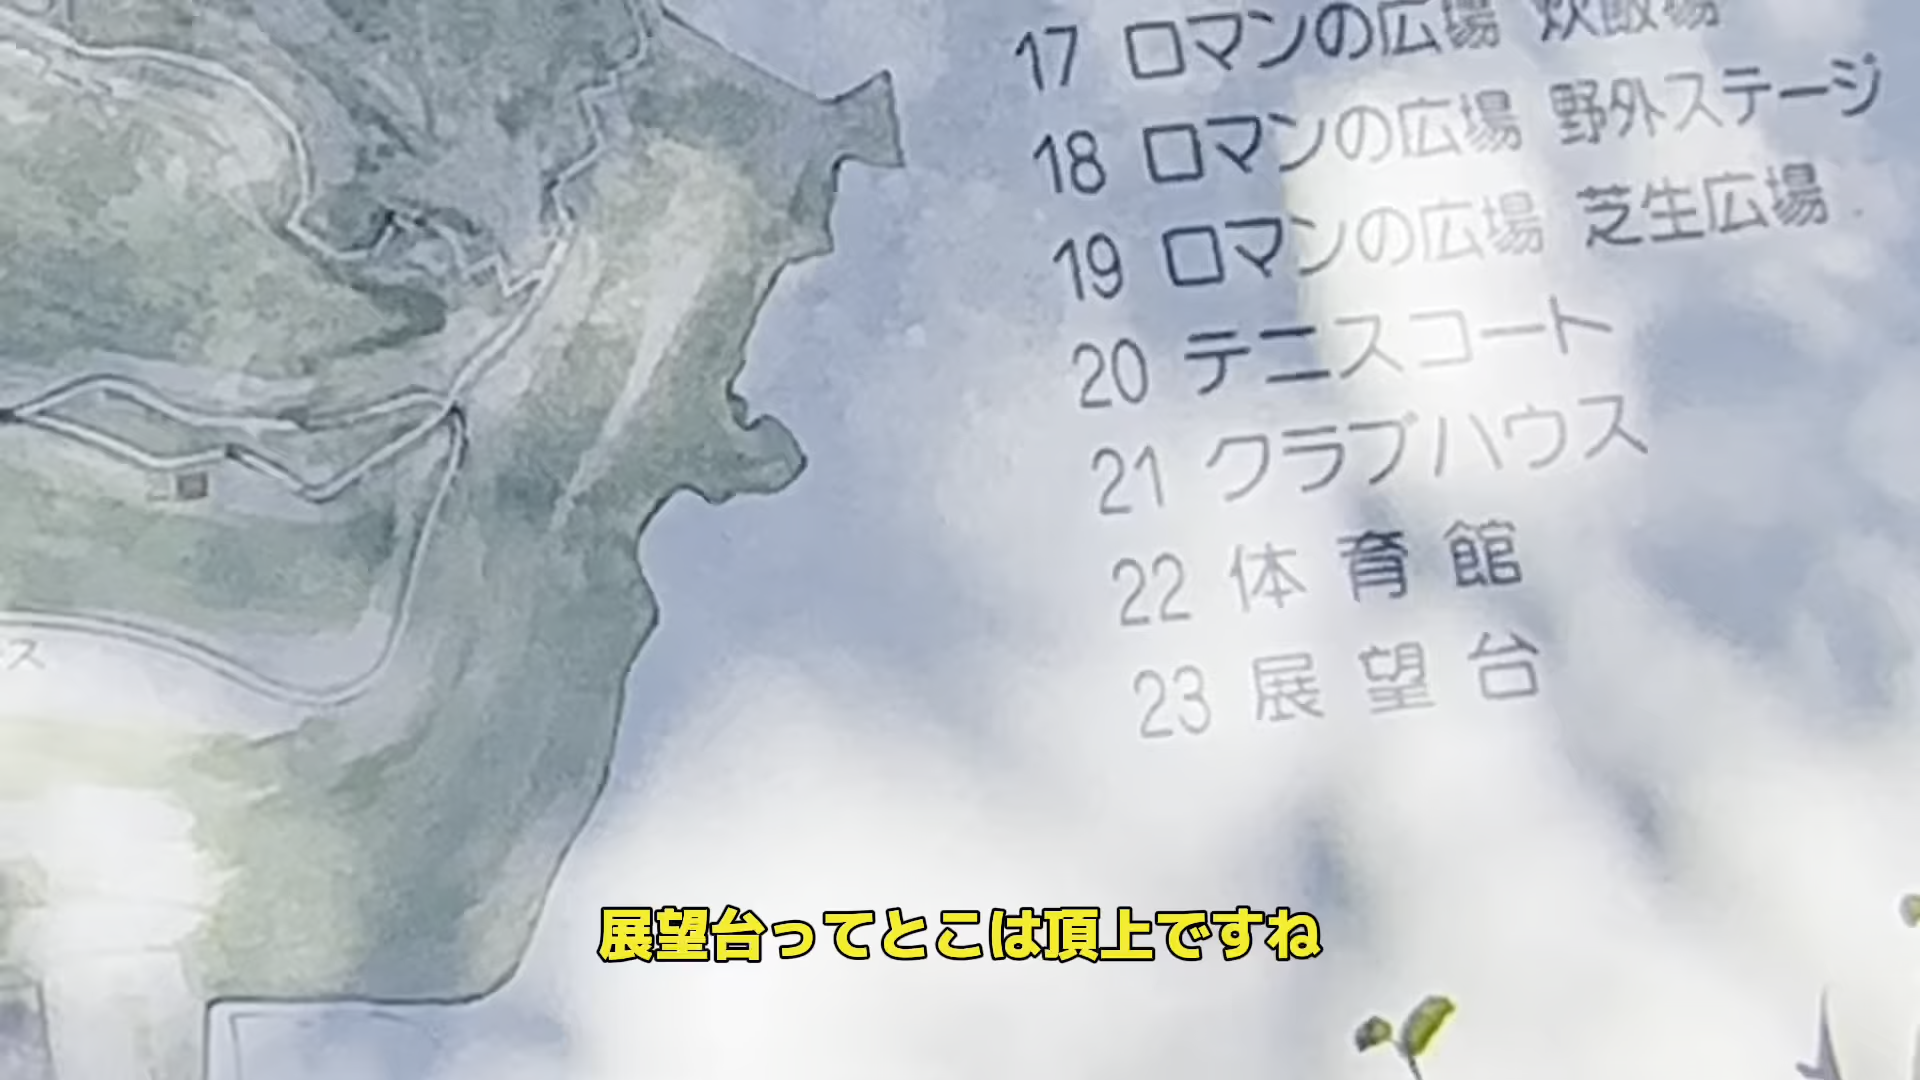 17 ロマンの広場 炊飯場
18 ロマンの広場 野外ステージ
19 ロマンの広場 芝生広場
20 テニスコート
21 クラブハウス
22 体育館
23 展望台
ス
展望台ってとこは頂上ですね